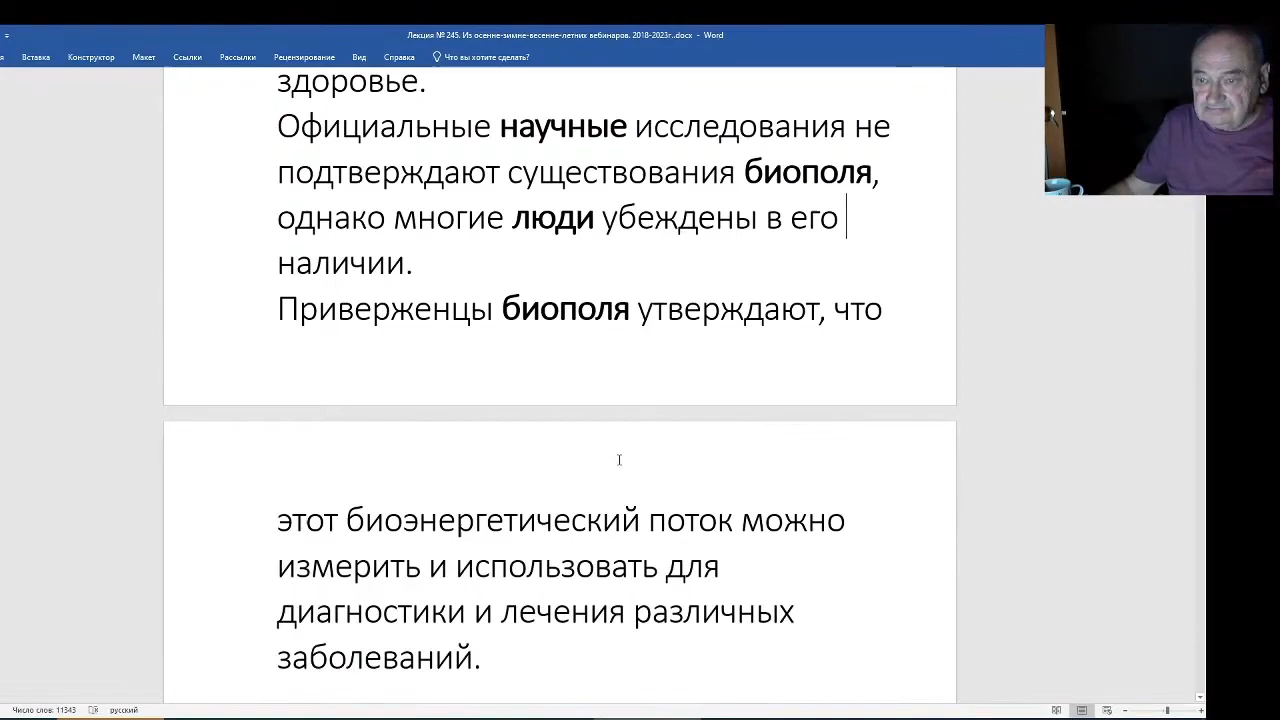 Лекция № 245. Из осенне-зимне-весенне-летних вебинаров. 2018-2023г..docx - Word
Вставка Конструктор Макет Ссылки Рассылки Рецензирование Вид Справка Что вы хотите сделать?
здоровье.
Официальные научные исследования не
подтверждают существования биополя,
однако многие люди убеждены в его
наличии.
Приверженцы биополя утверждают, что
этот биоэнергетический поток можно
измерить и использовать для
диагностики и лечения различных
заболеваний.
Число слов: 11343 русский